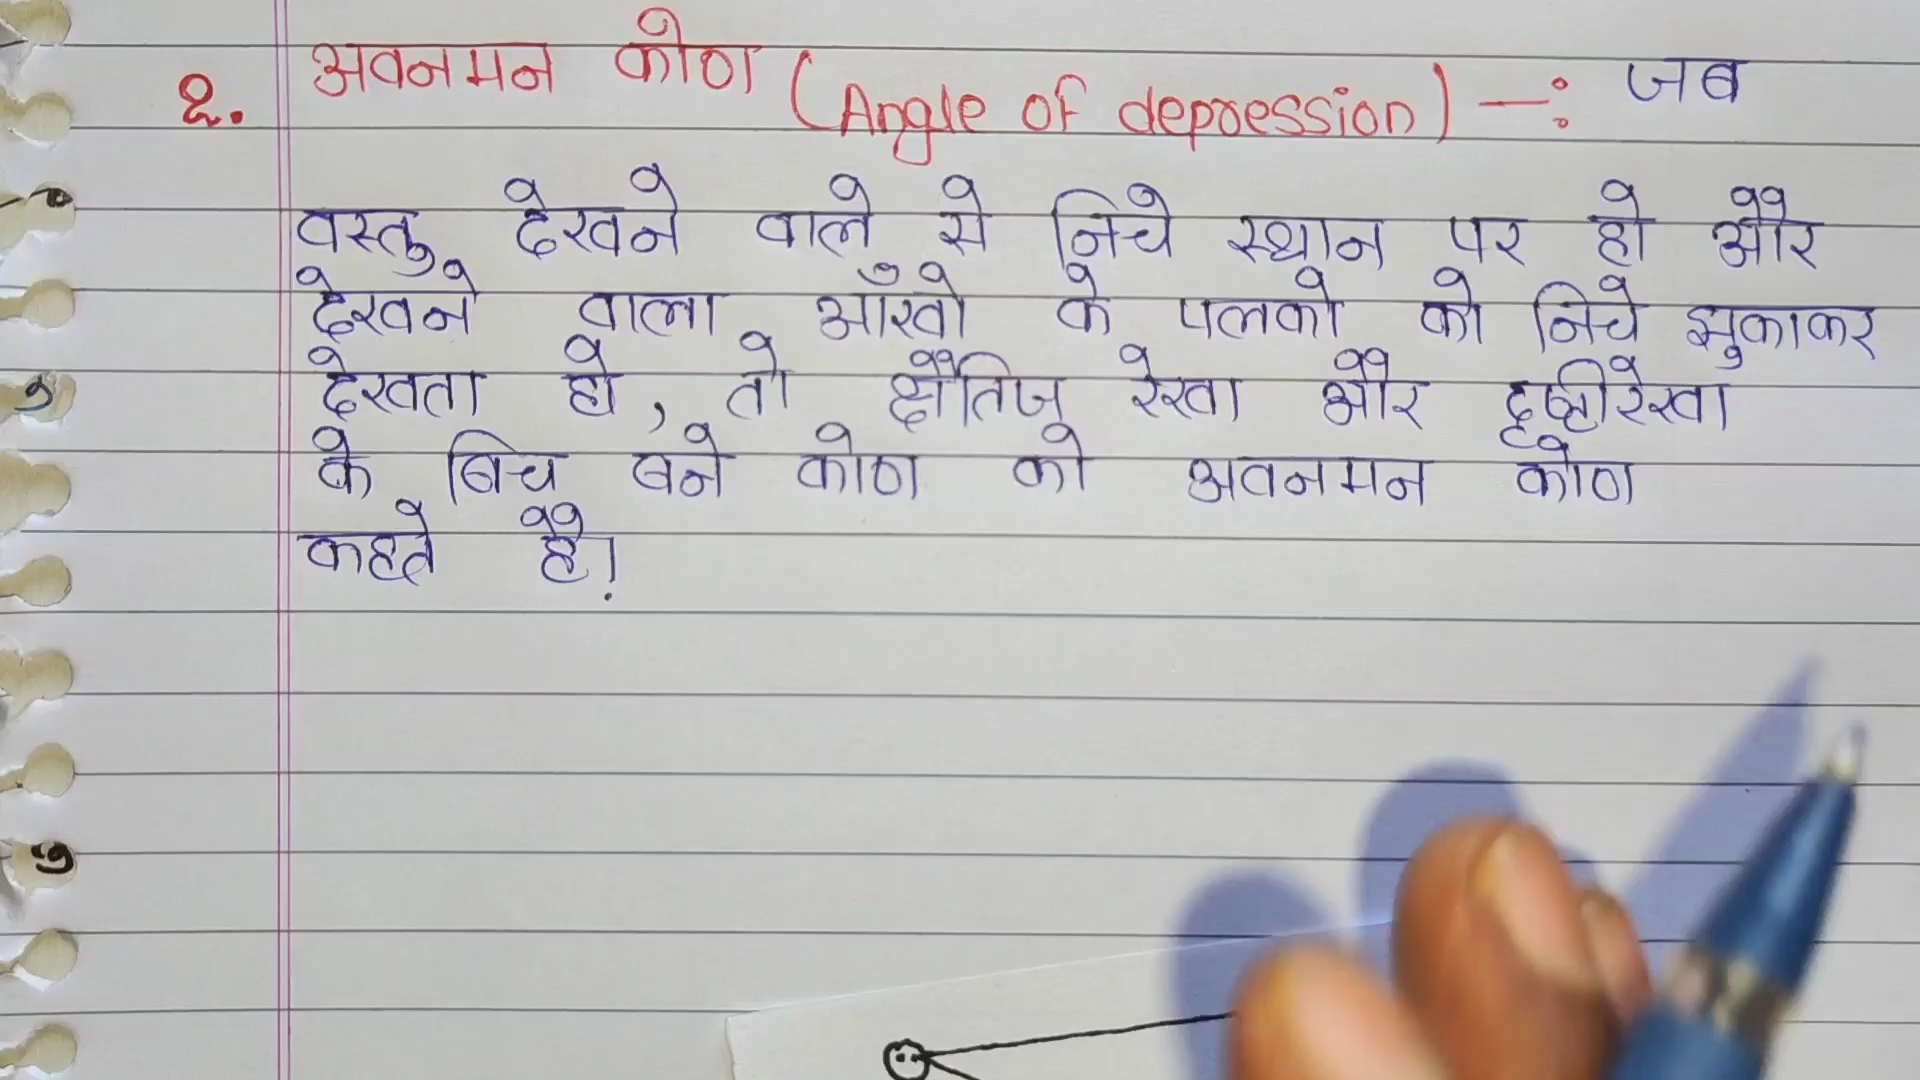 2. अवनमन कोण (Angle of depression) —: जब
वस्तु देखने वाले से निचे स्थान पर हो और
देखने वाला आँखो के पलको को निचे झुकाकर
देखता हो, तो क्षैतिज रेखा और दृष्टीरेखा
के बिच बने कोण को अवनमन कोण
कहते है।